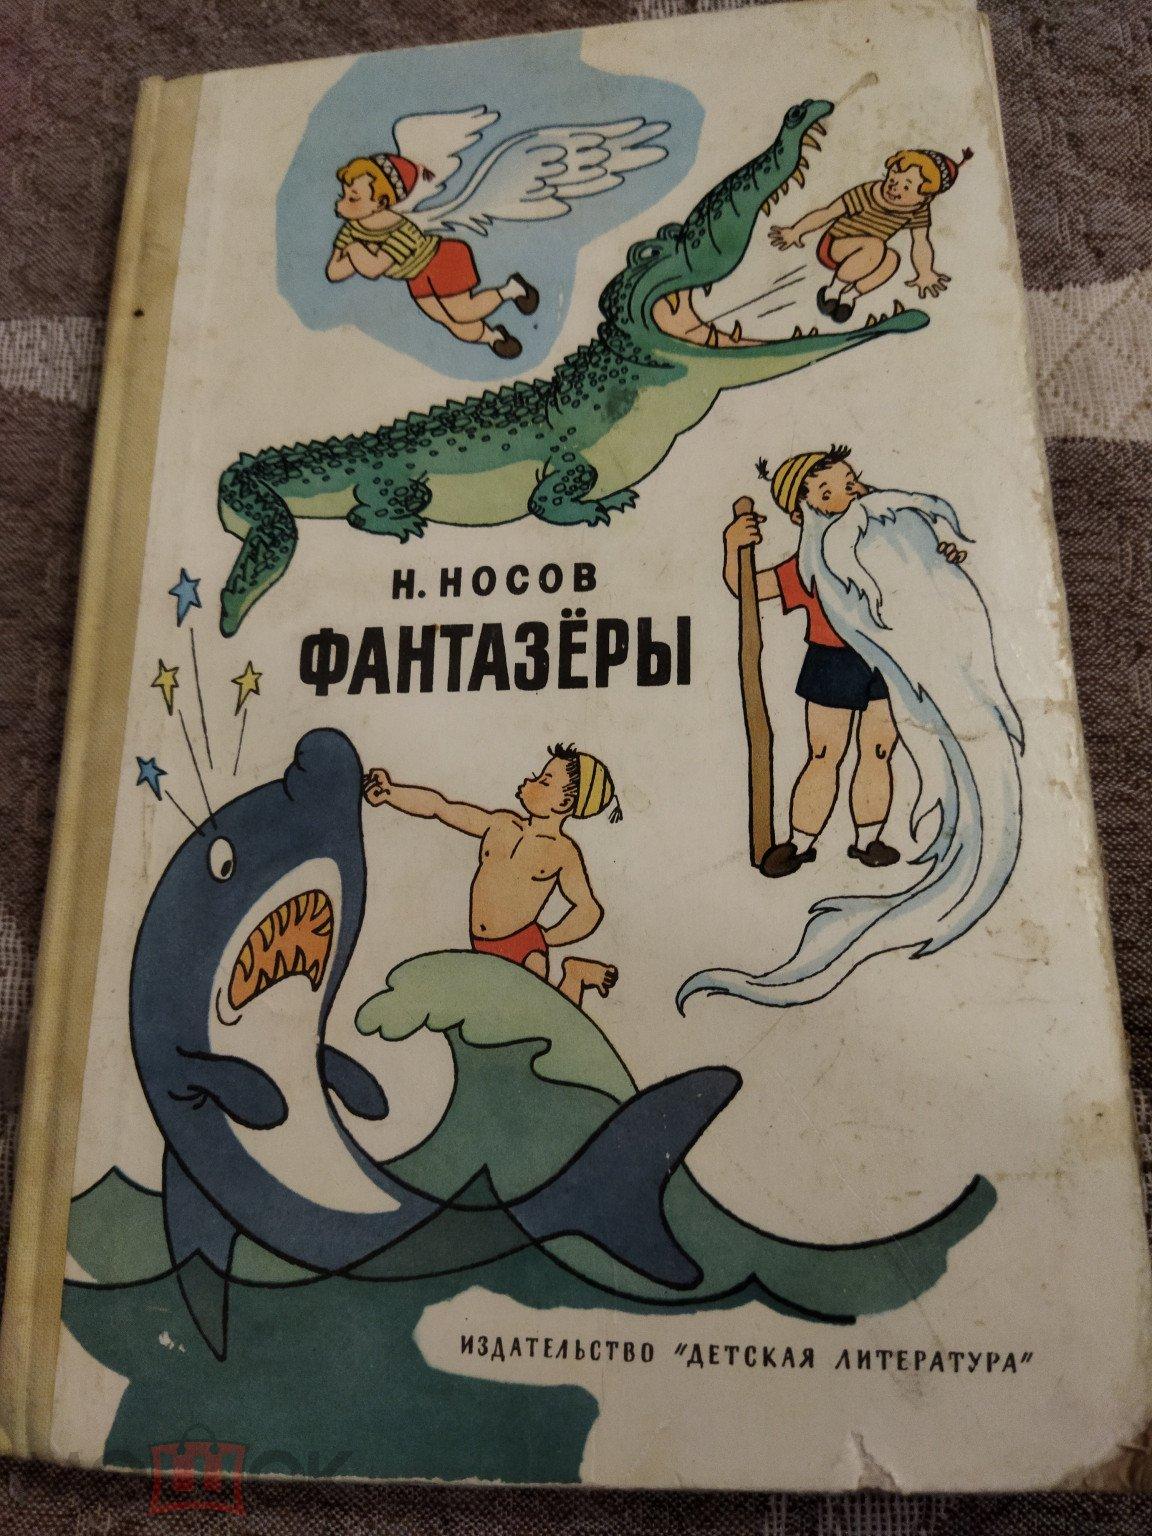 Н. НОСОВ
ФАНТАЗЁРЫ
ИЗДАТЕЛЬСТВО "ДЕТСКАЯ ЛИТЕРАТУРА"